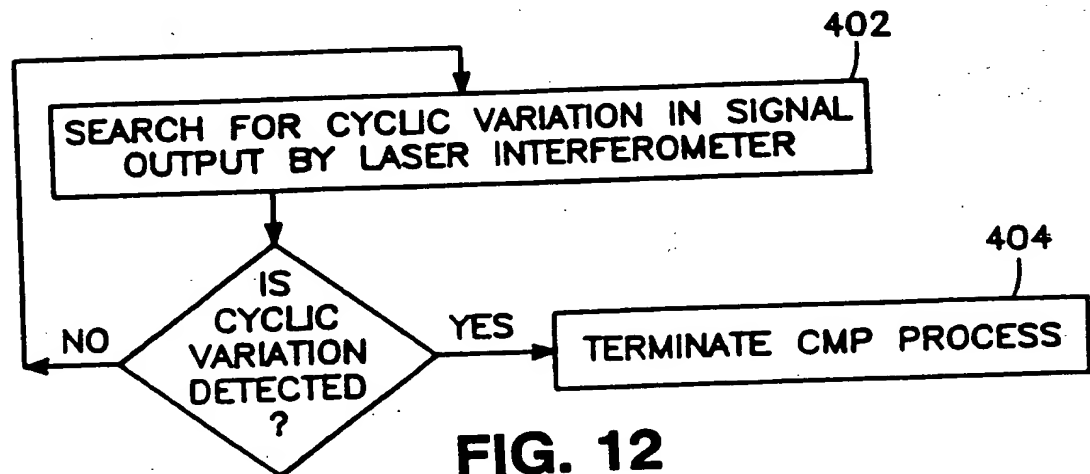 402
SEARCH FOR CYCLIC VARIATION IN SIGNAL
OUTPUT BY LASER INTERFEROMETER
404
IS
CYCLIC
VARIATION
DETECTED
?
NO
YES
TERMINATE CMP PROCESS
FIG. 12